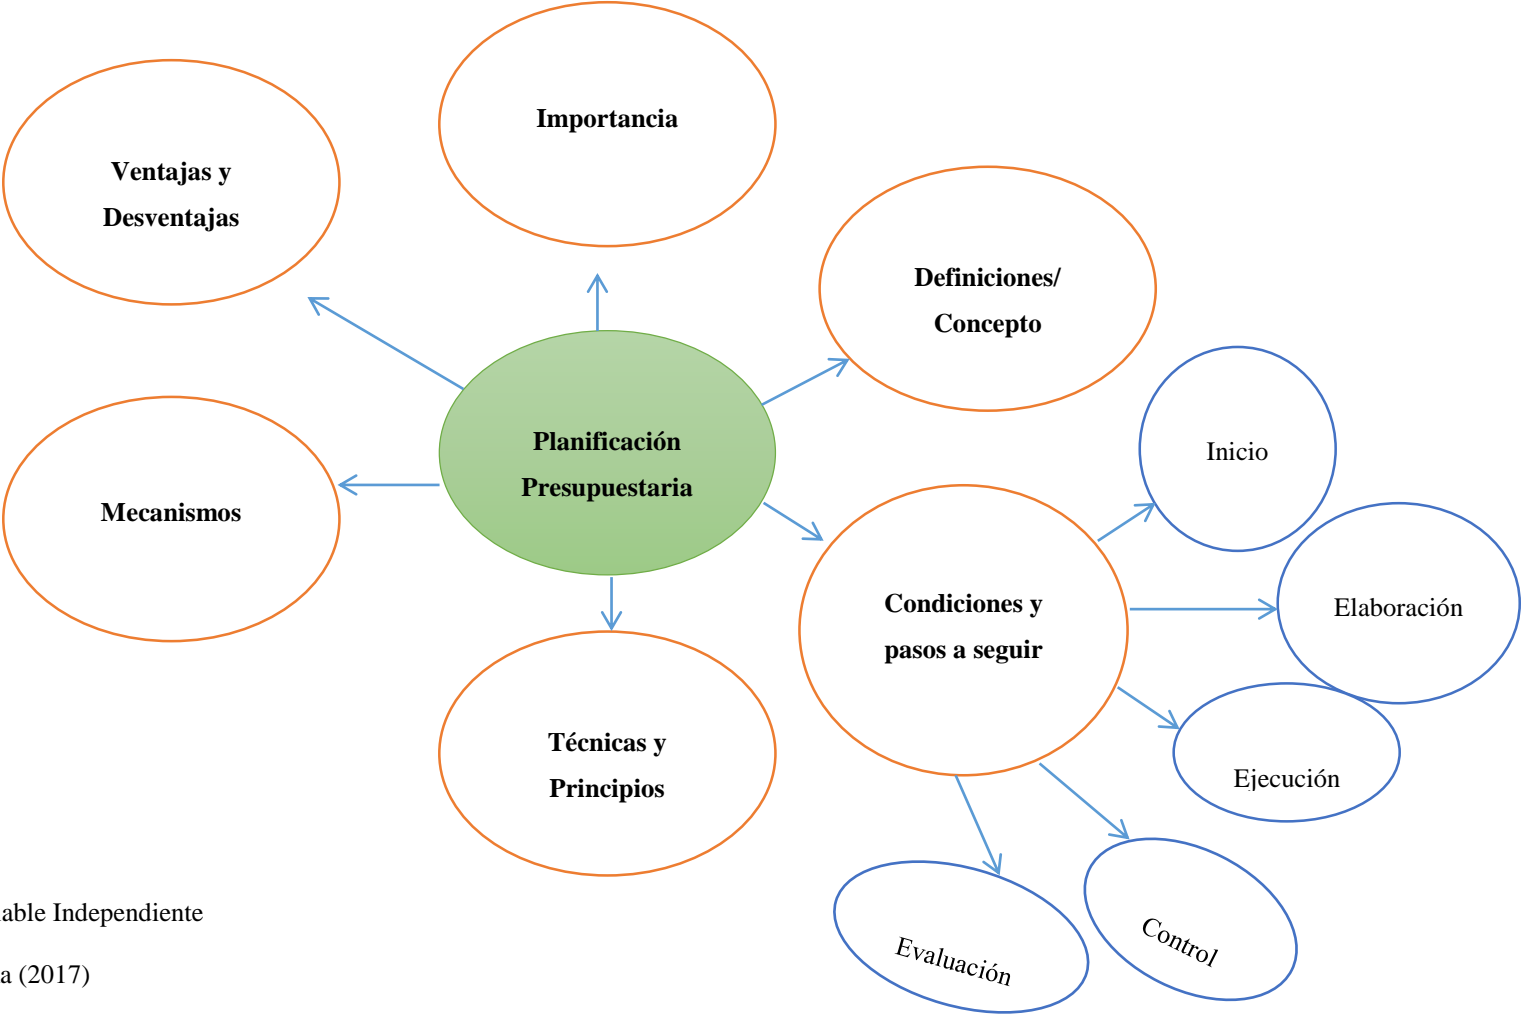 Importancia
Ventajas y
Desventajas
Definiciones/
Concepto
Planificación
Presupuestaria
Inicio
Mecanismos
Condiciones y
pasos a seguir
Elaboración
Técnicas y
Principios
Ejecución
Independiente
Evaluación
Control
a (2017)